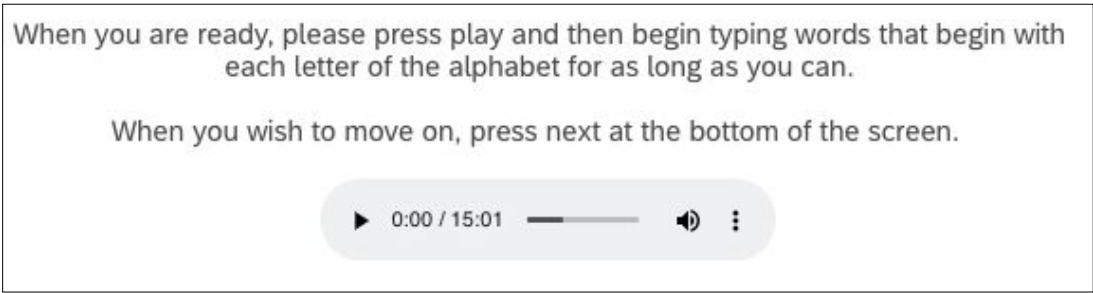 When you are ready, please press play and then begin typing words that begin with
each letter of the alphabet for as long as you can.
When you wish to move on, press next at the bottom of the screen.
0:00 / 15:01